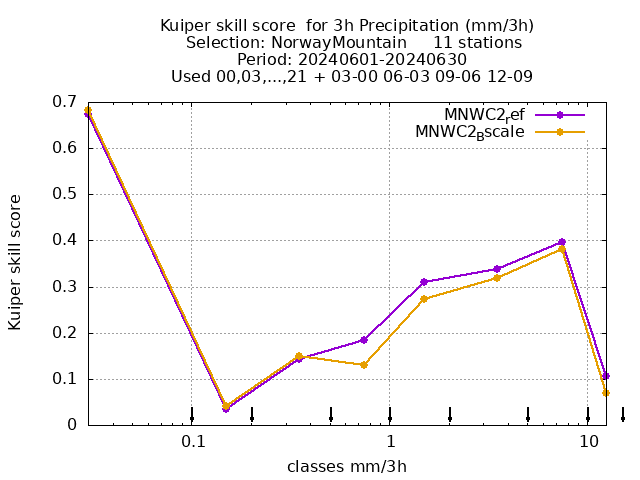 Kuiper skill score  for 3h Precipitation (mm/3h)
Selection: NorwayMountain     11 stations
Period: 20240601-20240630
Used 00,03,...,21 + 03-00 06-03 09-06 12-09
MNWC2_ref
MNWC2_Bscale
0.7
0.6
0.5
0.4
0.3
0.2
0.1
0
Kuiper skill score
0.1 1 10
classes mm/3h